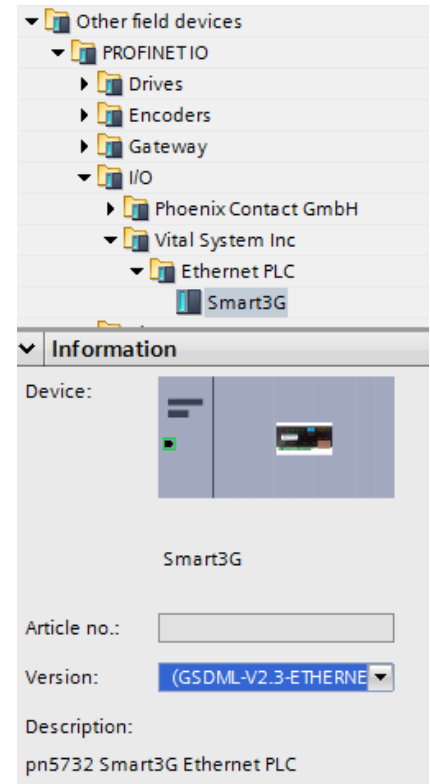 Other field devices
PROFINET IO
Drives
Encoders
Gateway
I/O
Phoenix Contact GmbH
Vital System Inc
Ethernet PLC
Smart3G
Information
Device:
Smart3G
Article no.:
Version: (GSDML-V2.3-ETHERNE
Description:
pn5732 Smart3G Ethernet PLC